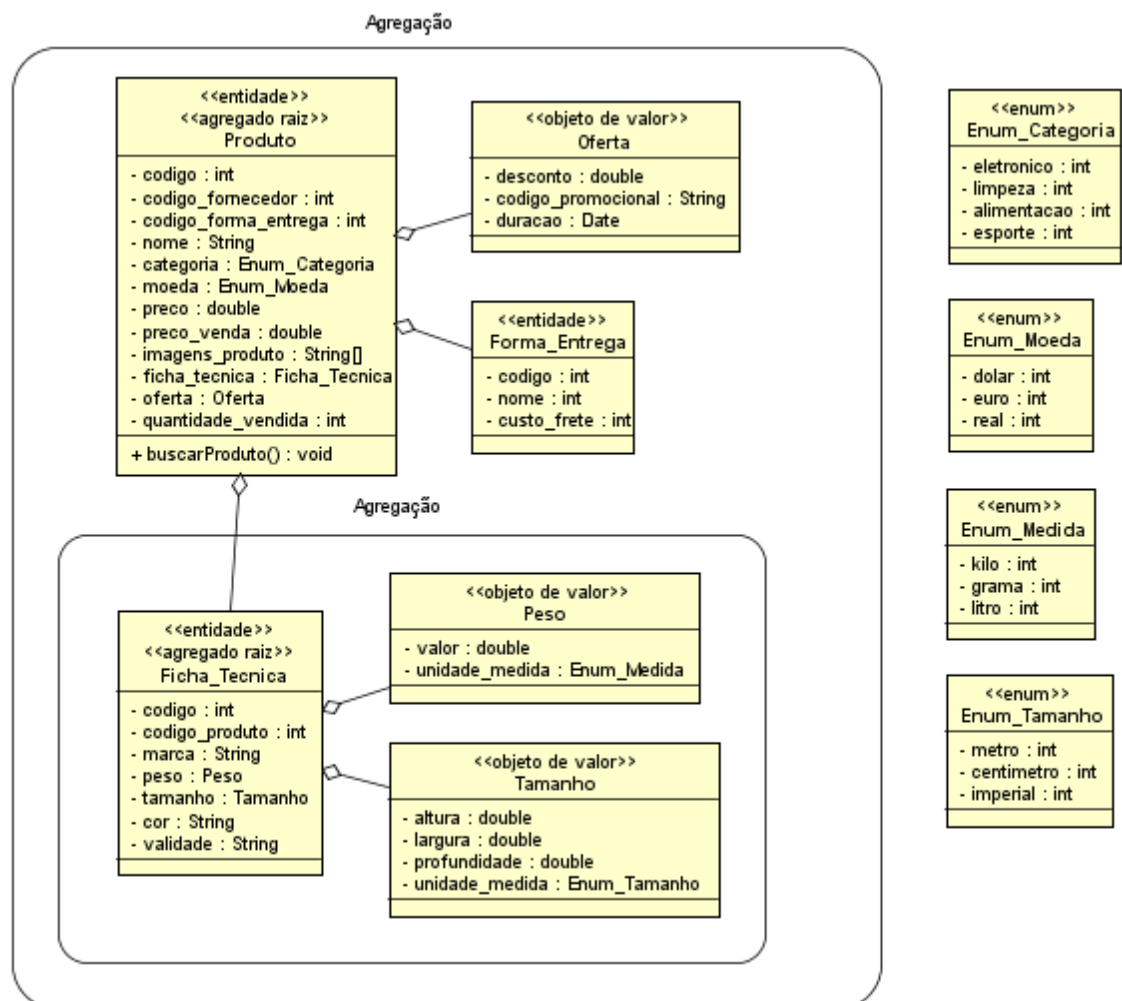 Agregação
<<entidade>>
<<agregado raiz>>
Produto
- codigo : int
- codigo_fornecedor : int
- codigo_forma_entrega : int
- nome : String
- categoria : Enum_Categoria
- moeda : Enum_Moeda
- preco : double
- preco_venda : double
- imagens_produto : String[]
- ficha_tecnica : Ficha_Tecnica
- oferta : Oferta
- quantidade_vendida : int
+ buscarProduto() : void
<<objeto de valor>>
Oferta
- desconto : double
- codigo_promocional : String
- duracao : Date
<<entidade>>
Forma_Entrega
- codigo : int
- nome : int
- custo_frete : int
Agregação
<<entidade>>
<<agregado raiz>>
Ficha_Tecnica
- codigo : int
- codigo_produto : int
- marca : String
- peso : Peso
- tamanho : Tamanho
- cor : String
- validade : String
<<objeto de valor>>
Peso
- valor : double
- unidade_medida : Enum_Medida
<<objeto de valor>>
Tamanho
- altura : double
- largura : double
- profundidade : double
- unidade_medida : Enum_Tamanho
<<enum>>
Enum_Categoria
- eletronico : int
- limpeza : int
- alimentacao : int
- esporte : int
<<enum>>
Enum_Moeda
- dolar : int
- euro : int
- real : int
<<enum>>
Enum_Medida
- kilo : int
- grama : int
- litro : int
<<enum>>
Enum_Tamanho
- metro : int
- centimetro : int
- imperial : int